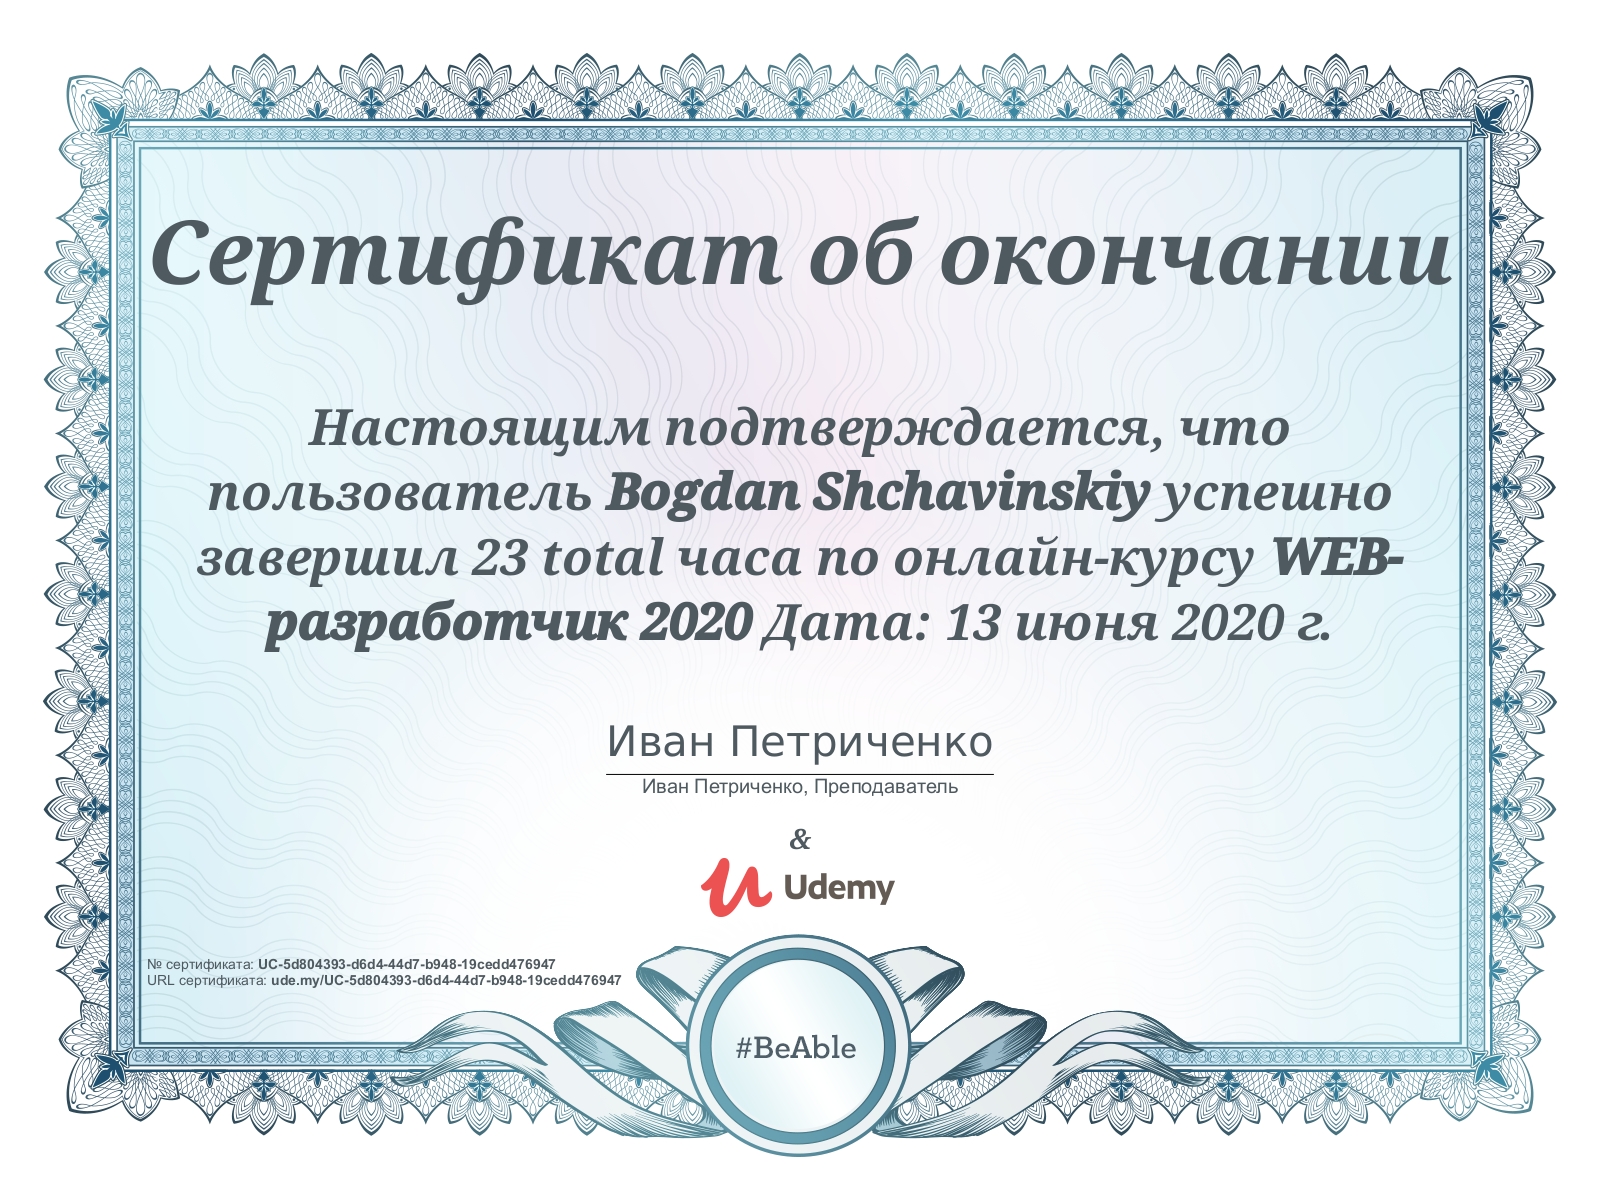 Сертификат об окончании
Настоящим подтверждается, что
пользователь Bogdan Shchavinskiy успешно
завершил 23 total часа по онлайн-курсу WEB-
разработчик 2020 Дата: 13 июня 2020 г.
Иван Петриченко
Иван Петриченко, Преподаватель
&
Udemy
№ сертификата: UC-5d804393-d6d4-44d7-b948-19cedd476947
URL сертификата: ude.my/UC-5d804393-d6d4-44d7-b948-19cedd476947
#BeAble